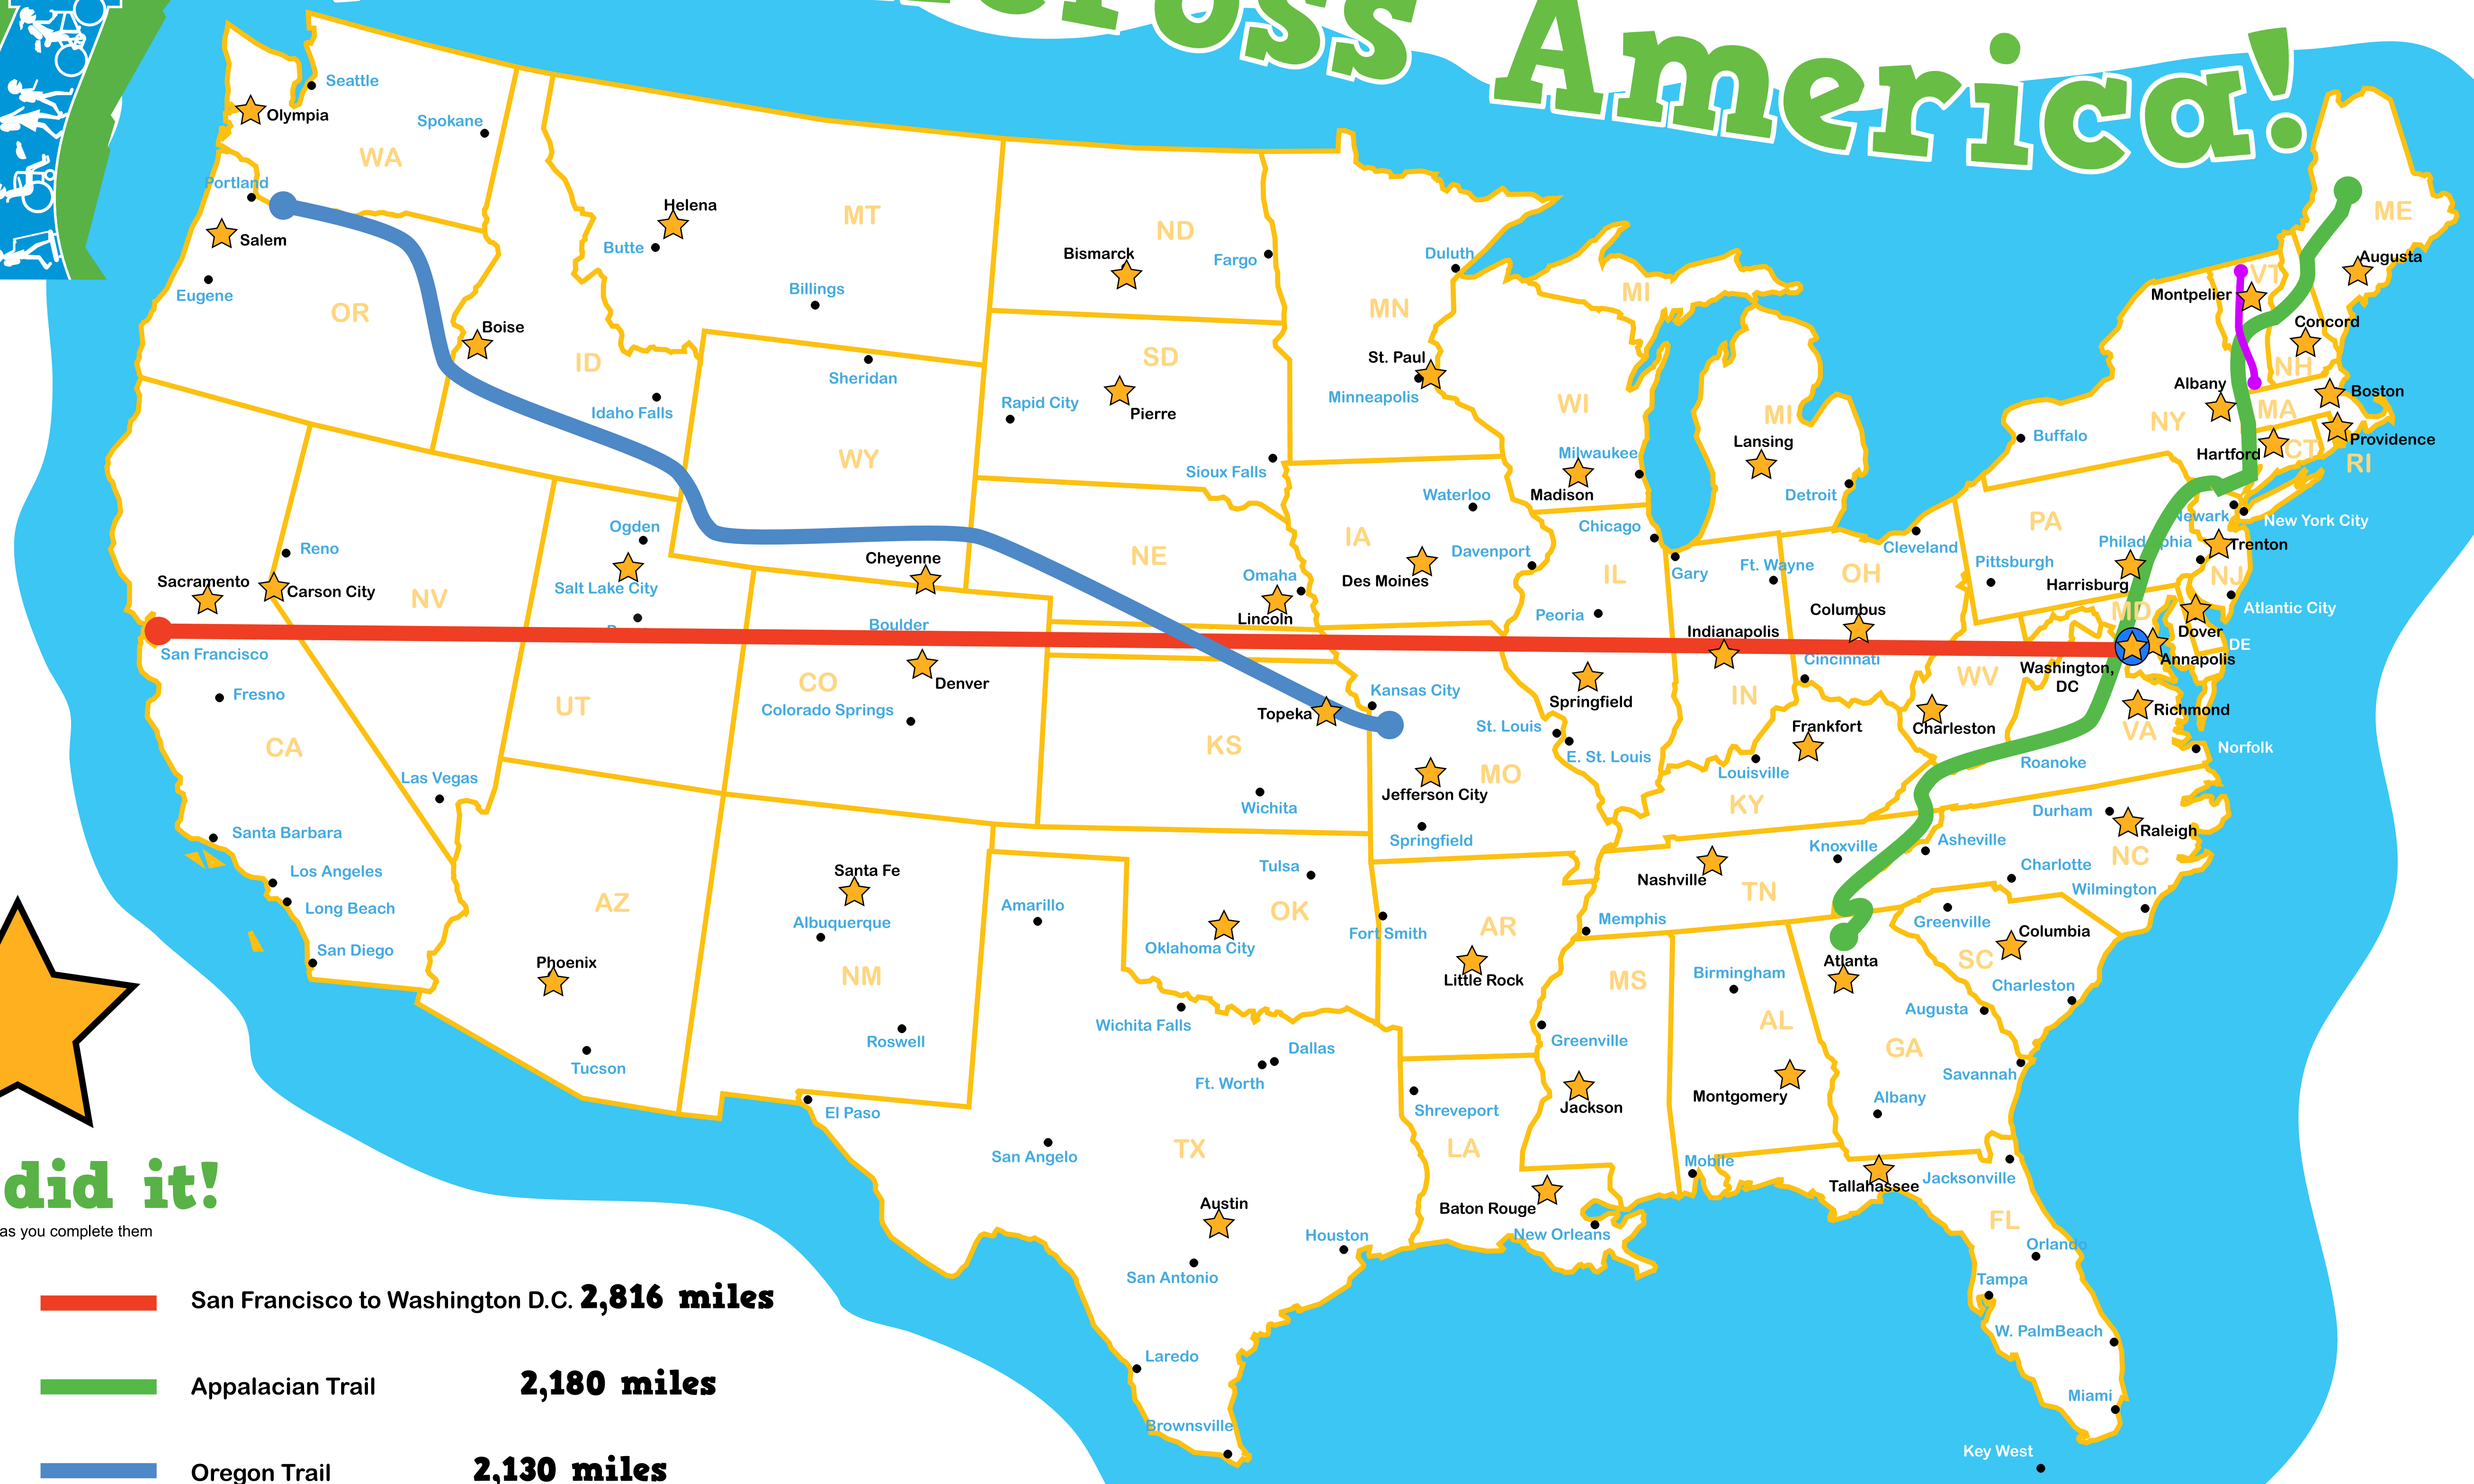 America!
Seattle
Olympia
Spokane
WA
Portland
Salem
Eugene
OR
Helena
Butte
MT
Billings
Boise
ID
Idaho Falls
Bismarck
ND
Fargo
SD
Rapid City
Pierre
Sioux Falls
Sheridan
WY
Cheyenne
Duluth
MN
St. Paul
Minneapolis
MI
WI
Milwaukee
Madison
MI
Lansing
Detroit
ME
Augusta
VT
Montpelier
Concord
NH
Albany
Boston
MA
NY
Providence
Hartford
CT
RI
Buffalo
Reno
Sacramento
Carson City
NV
San Francisco
Fresno
CA
Las Vegas
Santa Barbara
Los Angeles
Long Beach
San Diego
Ogden
Salt Lake City
UT
Boulder
CO
Denver
Colorado Springs
NE
Omaha
Lincoln
Waterloo
IA
Davenport
Des Moines
Chicago
Gary
IL
Peoria
Ft. Wayne
Indianapolis
OH
Columbus
Cincinnati
Cleveland
PA
Pittsburgh
Philadelphia
Harrisburg
Newark
New York City
Trenton
NJ
Atlantic City
MD
Dover
DE
Annapolis
Washington,
DC
WV
Richmond
VA
Norfolk
Roanoke
Charleston
Frankfort
IN
Louisville
KY
Springfield
St. Louis
E. St. Louis
Kansas City
Topeka
KS
Wichita
MO
Jefferson City
Springfield
AZ
Phoenix
Tucson
Santa Fe
Albuquerque
NM
Roswell
El Paso
Amarillo
Tulsa
OK
Oklahoma City
Fort Smith
AR
Little Rock
Wichita Falls
Dallas
Ft. Worth
San Angelo
TX
Austin
San Antonio
Houston
Laredo
Brownsville
Nashville
TN
Knoxville
Memphis
Asheville
Durham
Raleigh
NC
Charlotte
Wilmington
Greenville
Columbia
SC
Charleston
Atlanta
Augusta
GA
Savannah
Albany
Birmingham
AL
Montgomery
Mobile
MS
Greenville
Jackson
Shreveport
LA
Baton Rouge
New Orleans
Tallahassee
Jacksonville
FL
Orlando
Tampa
W. PalmBeach
Miami
Key West
did it!
as you complete them
San Francisco to Washington D.C. 2,816 miles
Appalacian Trail 2,180 miles
Oregon Trail 2,130 miles